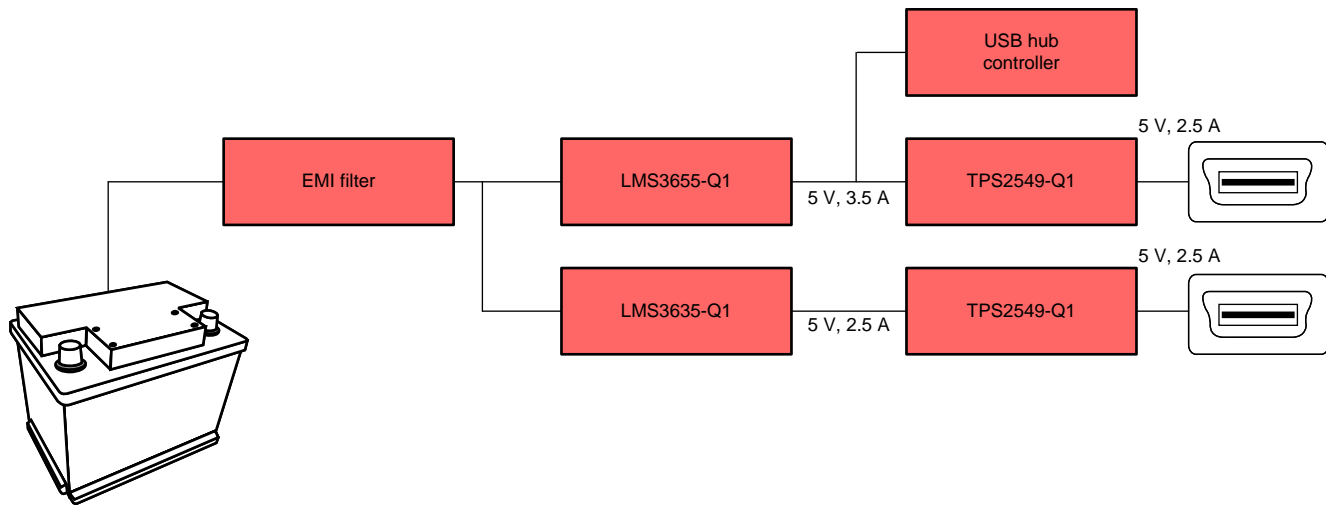 USB hub
controller
5 V, 2.5 A
EMI filter
LMS3655-Q1
5 V, 3.5 A
TPS2549-Q1
5 V, 2.5 A
LMS3635-Q1
5 V, 2.5 A
TPS2549-Q1